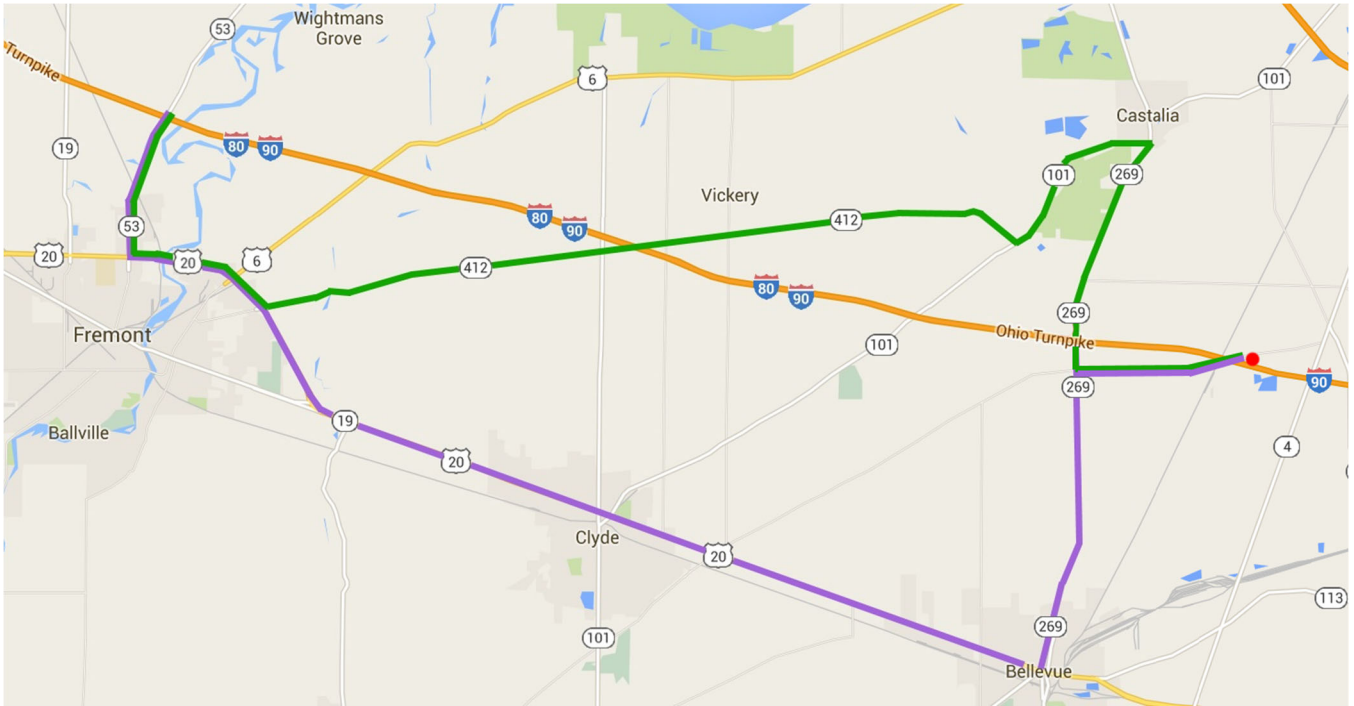 Wightmans
Grove
53
Turnpike
6
101
Castalia
19
80
90
101
269
Vickery
80
90
412
53
20
20
6
412
80
90
269
Fremont
Ohio Turnpike
101
269
90
19
Ballville
20
4
Clyde
20
113
101
269
Bellevue